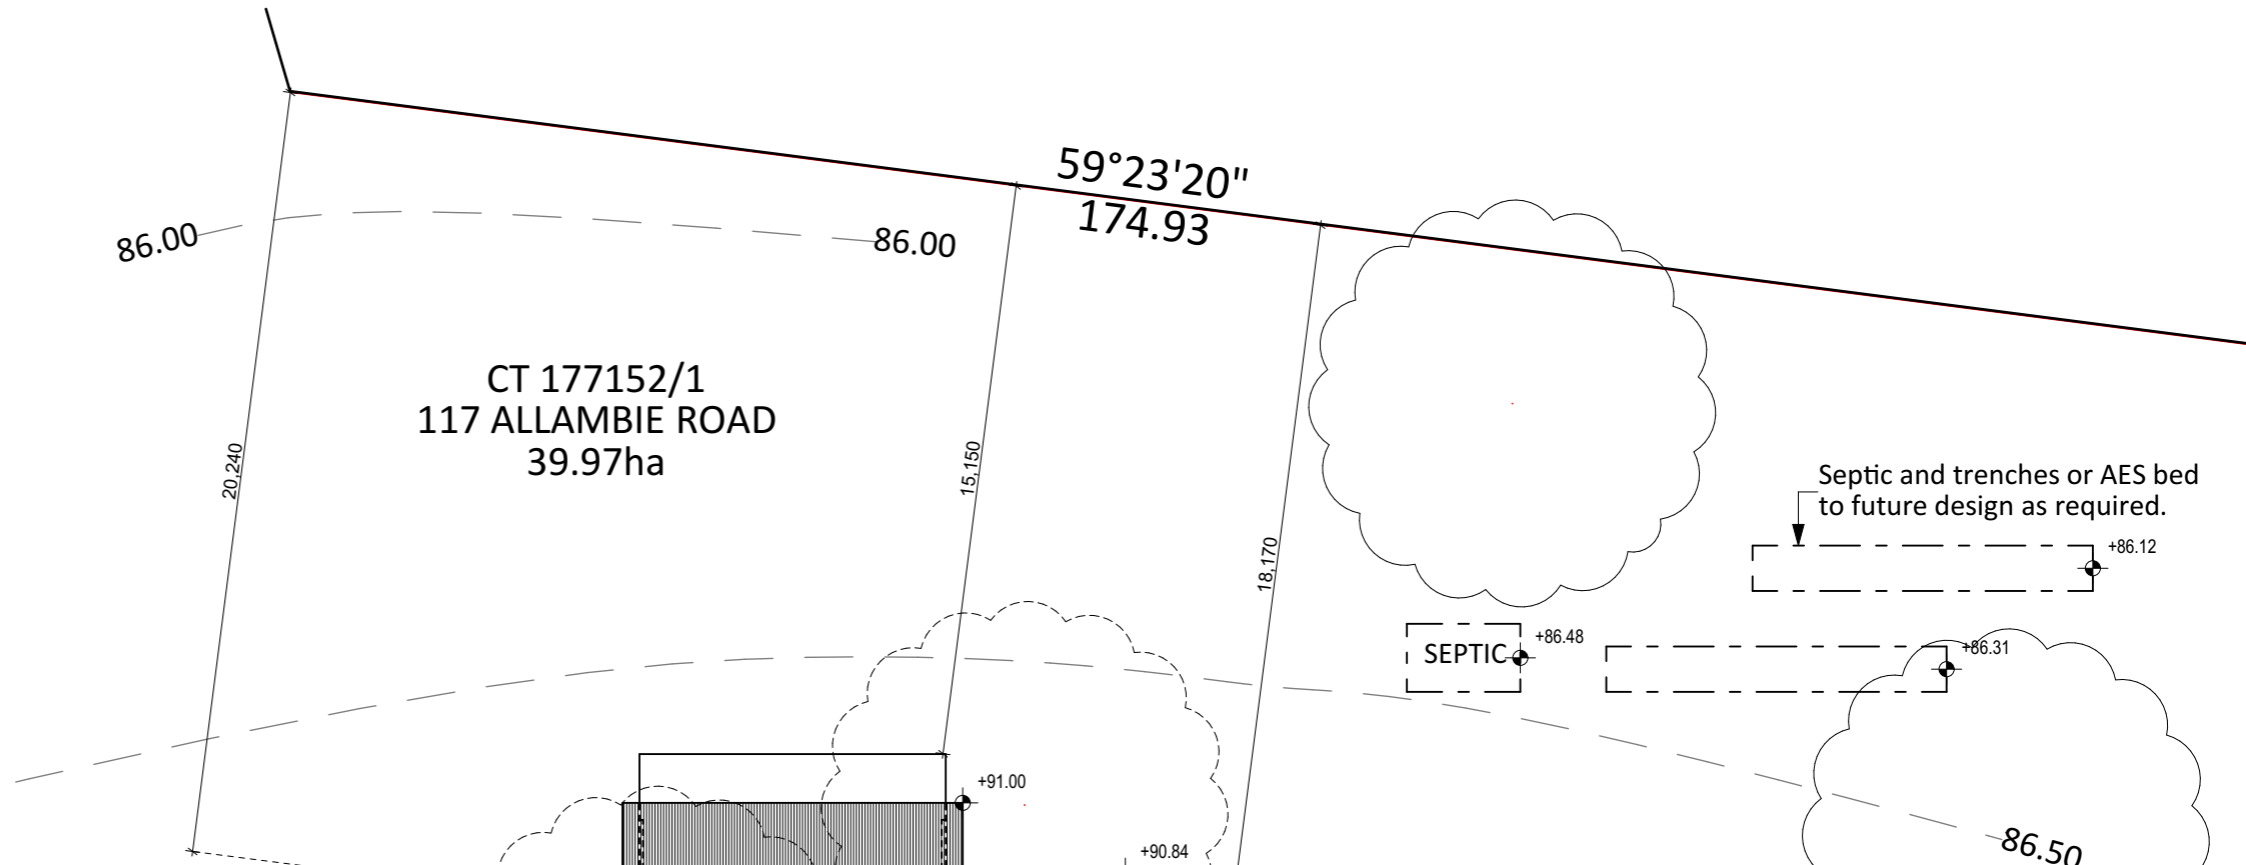 59°23'20"
174.93
86.00
86.00
CT 177152/1
117 ALLAMBIE ROAD
39.97ha
20,240
15,150
18,170
Septic and trenches or AES bed
to future design as required.
+86.12
SEPTIC
+86.48
+86.31
+91.00
+90.84
86.50